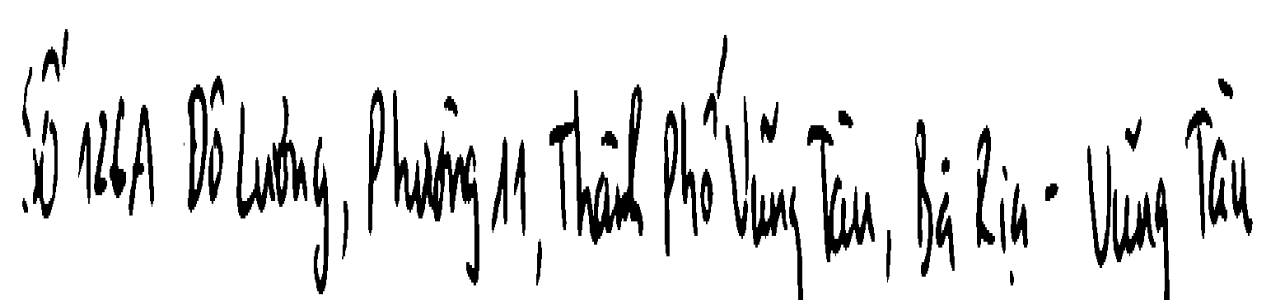 Số 126A Đô Lương, Phường 11, Thành Phố Vũng Tàu, Bà Rịa - Vũng Tàu